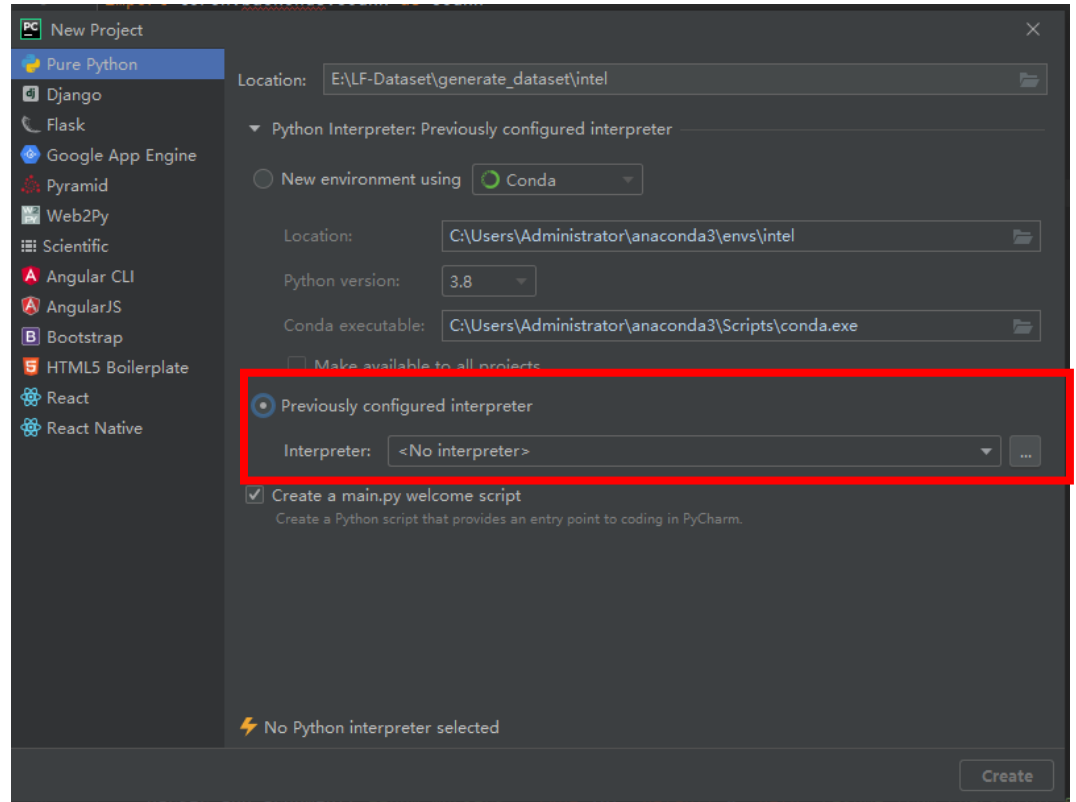 New Project
Pure Python
Django
Flask
Google App Engine
Pyramid
Web2Py
Scientific
Angular CLI
AngularJS
Bootstrap
HTML5 Boilerplate
React
React Native
Location: E:\LF-Dataset\generate_dataset\intel
Python Interpreter: Previously configured interpreter
New environment using Conda
Location: C:\Users\Administrator\anaconda3\envs\intel
Python version: 3.8
Conda executable: C:\Users\Administrator\anaconda3\Scripts\conda.exe
Make available to all projects
Previously configured interpreter
Interpreter: <No interpreter> ...
Create a main.py welcome script
Create a Python script that provides an entry point to coding in PyCharm.
No Python interpreter selected
Create